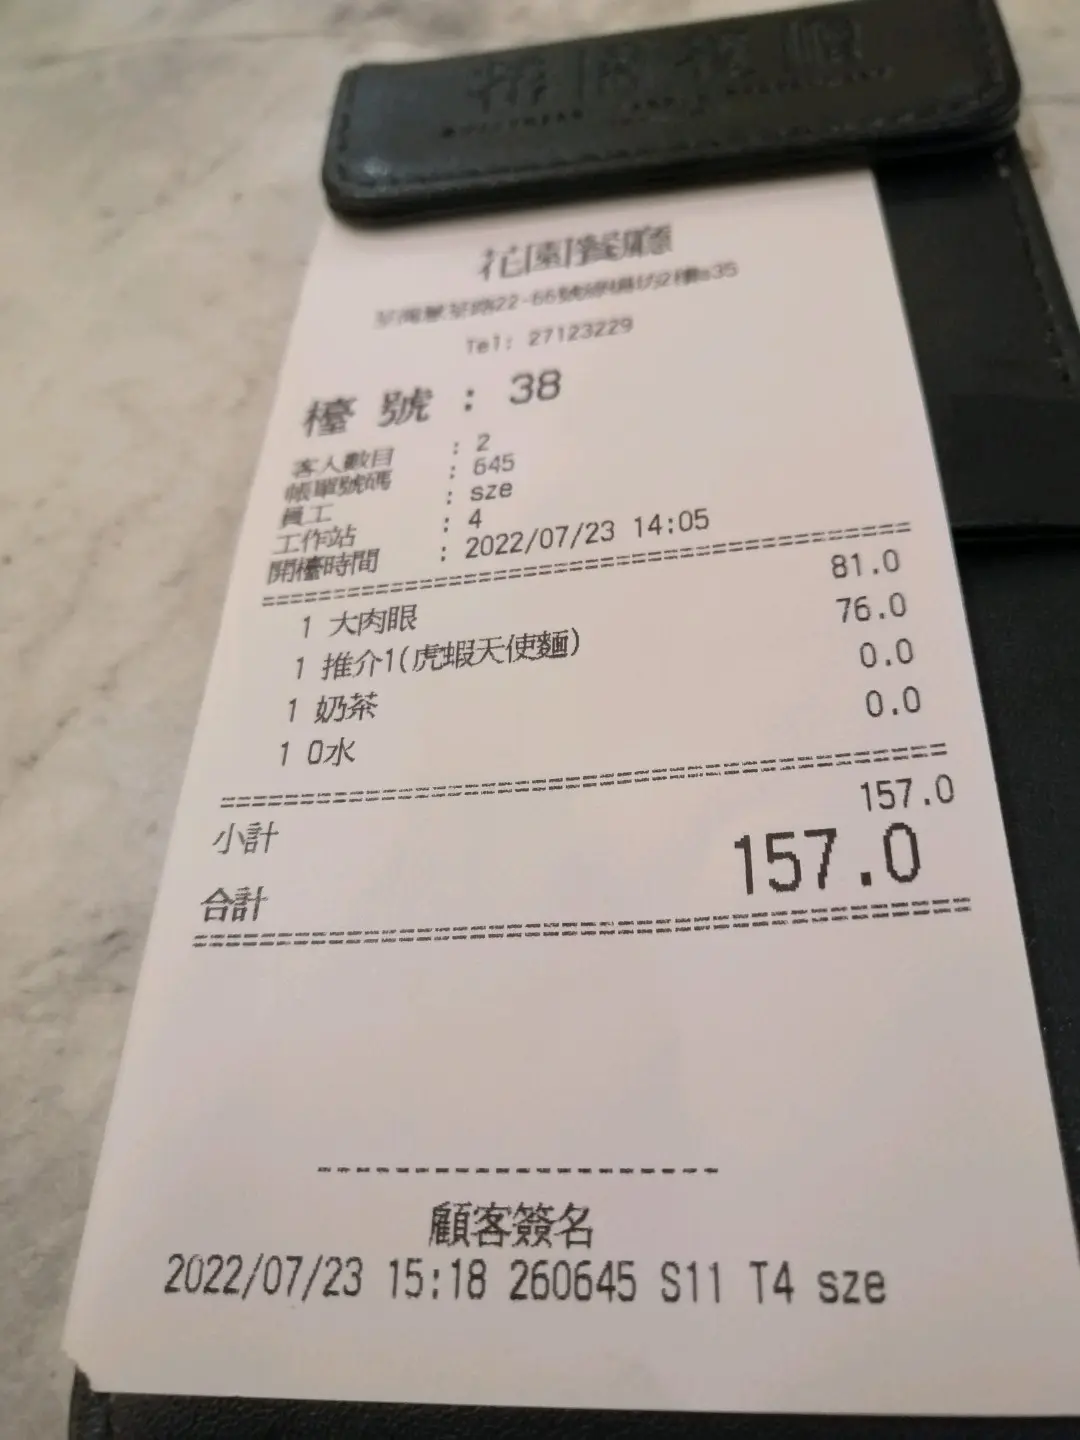 花園餐廳
Tel: 27123229
檯 號 : 38
客人數目 : 2
帳單號碼 : 645
員工 : sze
工作站 : 4
開檯時間 : 2022/07/23 14:05
1 大肉眼 81.0
1 推介1(虎蝦天使麵) 76.0
1 奶茶 0.0
1 0水 0.0
小計 157.0
合計 157.0
顧客簽名
2022/07/23 15:18 260645 S11 T4 sze